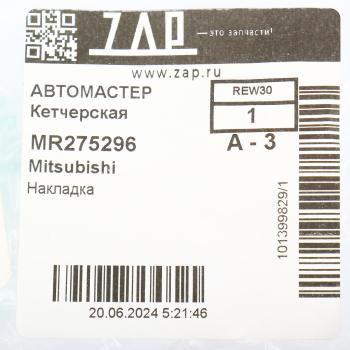 ZAP
— это запчасти!
www.zap.ru
АВТОМАСТЕР
Кетчерская
REW30
1
А - 3
MR275296
Mitsubishi
Накладка
101399829/1
20.06.2024 5:21:46